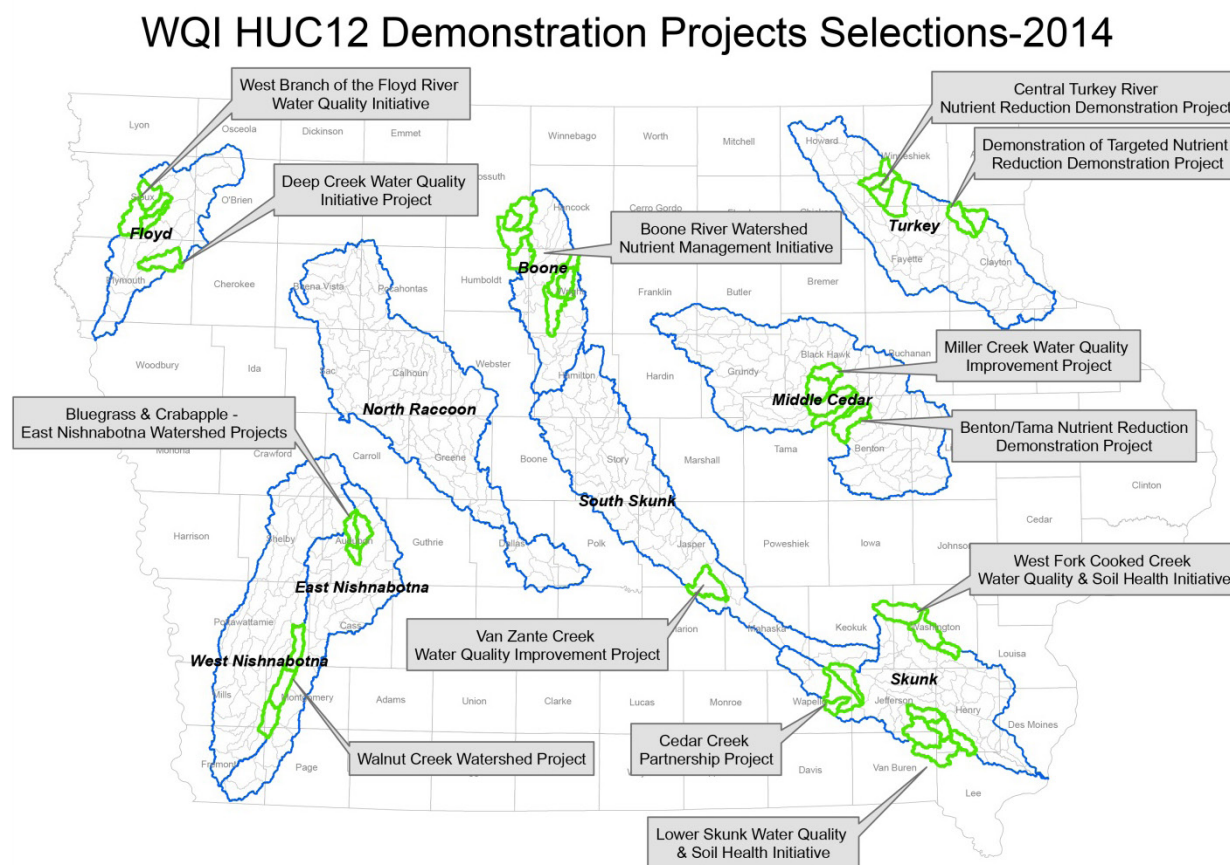 WQI HUC12 Demonstration Projects Selections-2014
West Branch of the Floyd River
Water Quality Initiative
Central Turkey River
Nutrient Reduction Demonstration Project
Demonstration of Targeted Nutrient
Reduction Demonstration Project
Deep Creek Water Quality
Initiative Project
Boone River Watershed
Nutrient Management Initiative
Lyon
Osceola
Dickinson
Emmet
Winnebago
Worth
Mitchell
Howard
Winneshiek
Sioux
O'Brien
Hancock
Cerro Gordo
Floyd
Turkey
Boone
Fayette
Clayton
Plymouth
Cherokee
Buena Vista
Pocahontas
Humboldt
Franklin
Butler
Bremer
Miller Creek Water Quality
Improvement Project
Woodbury
Ida
Sac
Calhoun
Webster
Hamilton
Hardin
Grundy
Black Hawk
Buchanan
North Raccoon
Middle Cedar
Bluegrass & Crabapple -
East Nishnabotna Watershed Projects
Benton/Tama Nutrient Reduction
Demonstration Project
Crawford
Carroll
Greene
Boone
Story
Marshall
Tama
Benton
Clinton
South Skunk
Cedar
Harrison
Shelby
Guthrie
Dallas
Polk
Jasper
Poweshiek
Iowa
Johnson
West Fork Cooked Creek
Water Quality & Soil Health Initiative
East Nishnabotna
Pottawattamie
Cass
Van Zante Creek
Water Quality Improvement Project
Mahaska
Keokuk
Washington
Louisa
West Nishnabotna
Skunk
Mills
Montgomery
Adams
Union
Clarke
Lucas
Monroe
Wapello
Jefferson
Henry
Des Moines
Walnut Creek Watershed Project
Cedar Creek
Partnership Project
Fremont
Page
Davis
Van Buren
Lee
Lower Skunk Water Quality
& Soil Health Initiative